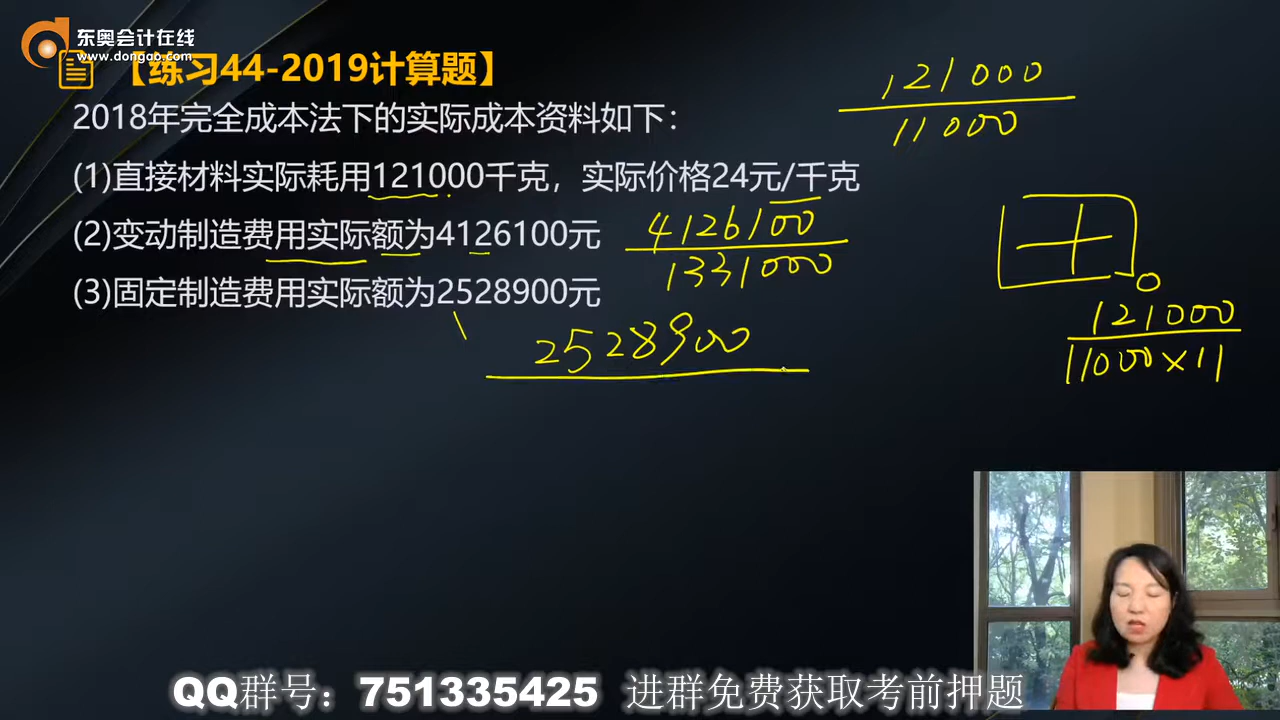 东奥会计在线
www.dongao.com
【练习44-2019计算题】
2018年完全成本法下的实际成本资料如下：
(1)直接材料实际耗用121000千克，实际价格24元/千克
(2)变动制造费用实际额为4126100元
(3)固定制造费用实际额为2528900元
121000
11000
4126100
1331000
2528900
121000
11000×11
QQ群号：751335425 进群免费获取考前押题